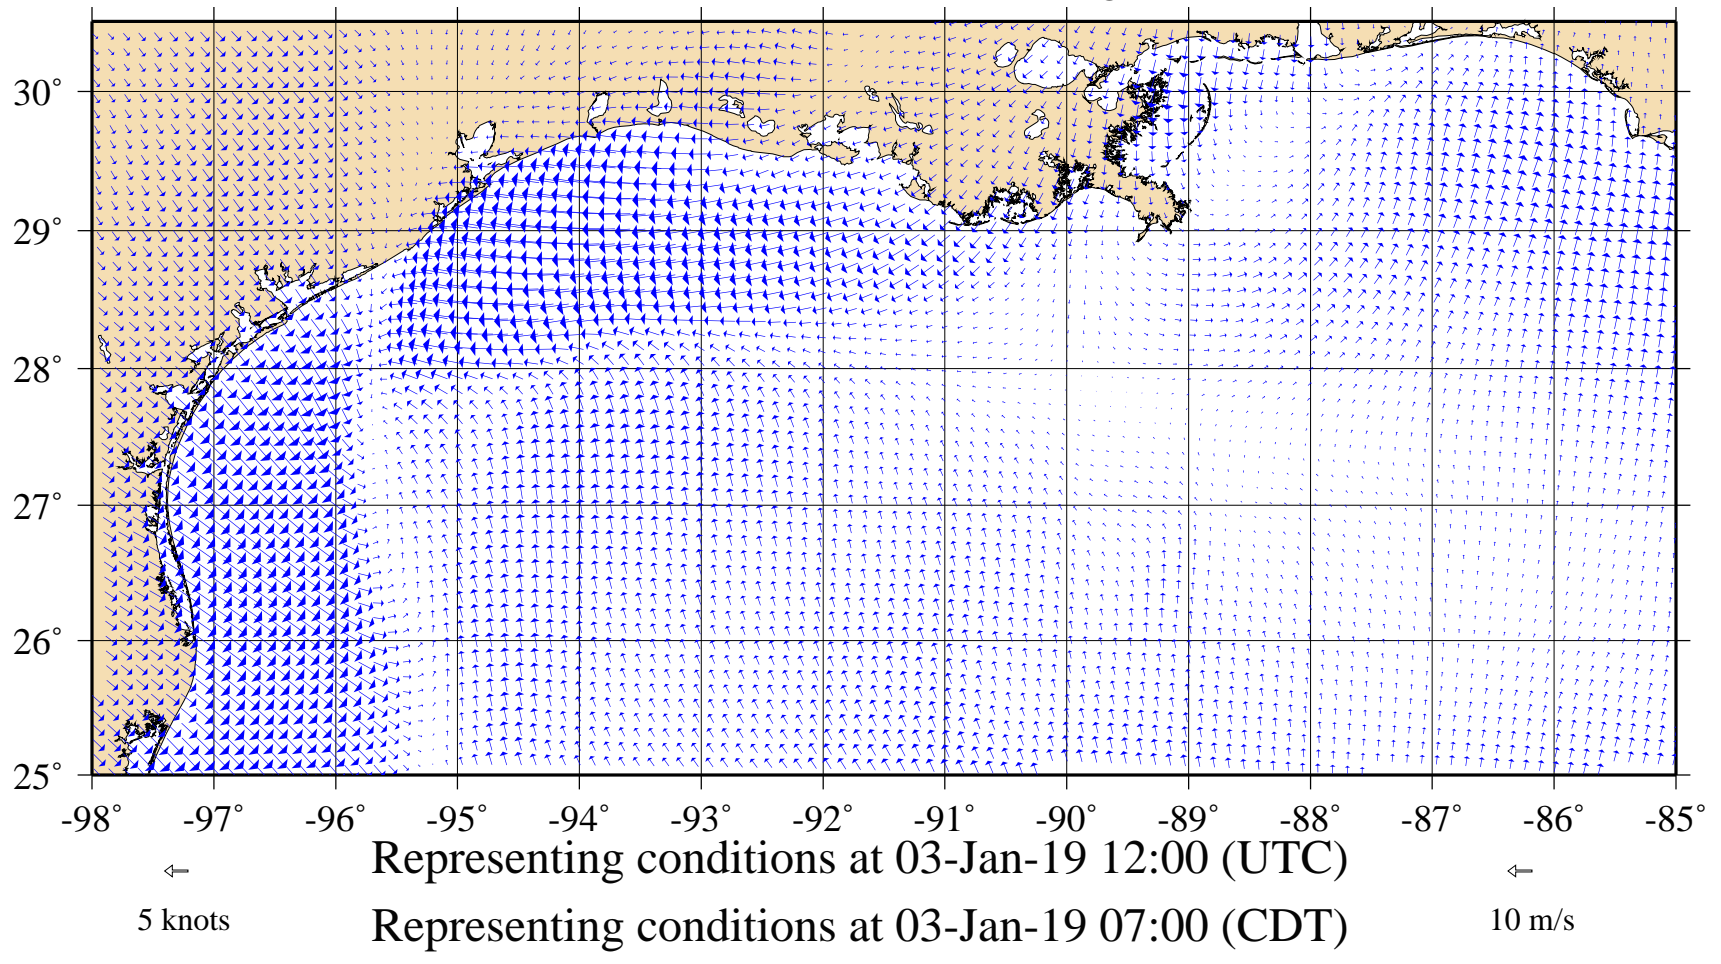 30°
29°
28°
27°
26°
25°
-98° -97° -96° -95° -94° -93° -92° -91° -90° -89° -88° -87° -86° -85°
Representing conditions at 03-Jan-19 12:00 (UTC)
5 knots
Representing conditions at 03-Jan-19 07:00 (CDT)
10 m/s